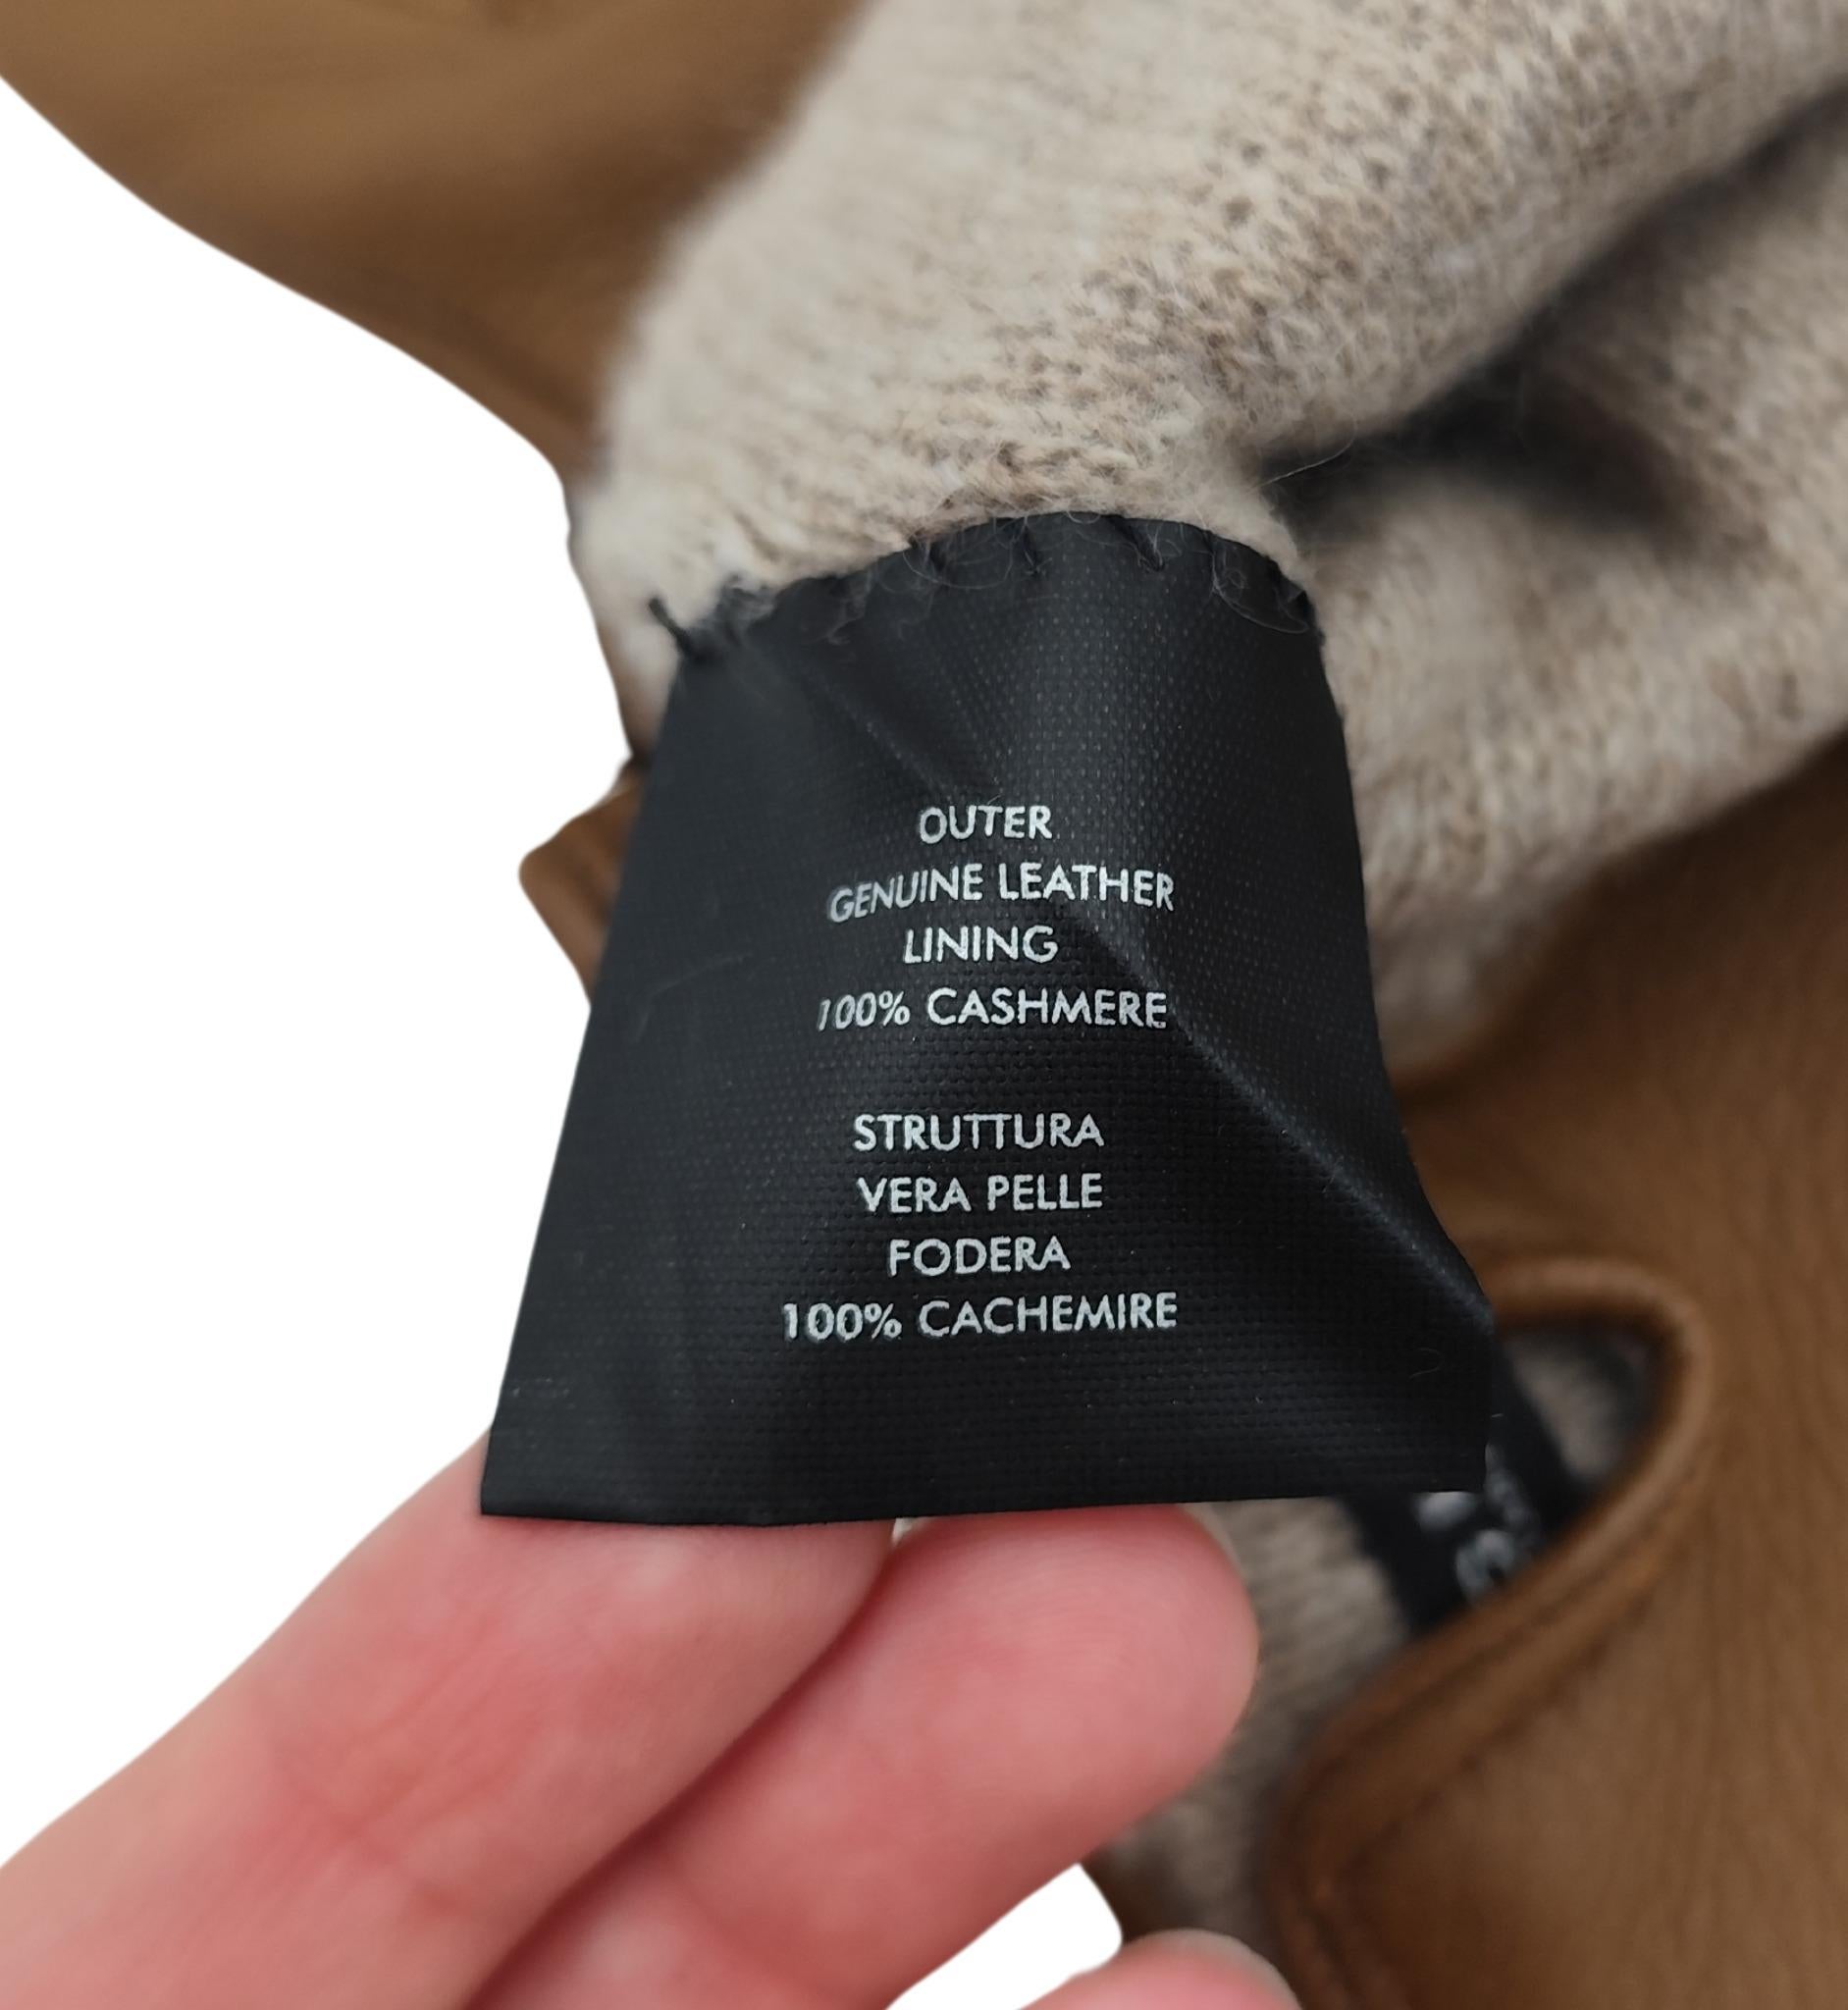 OUTER
GENUINE LEATHER
LINING
100% CASHMERE
STRUTTURA
VERA PELLE
FODERA
100% CACHEMIRE